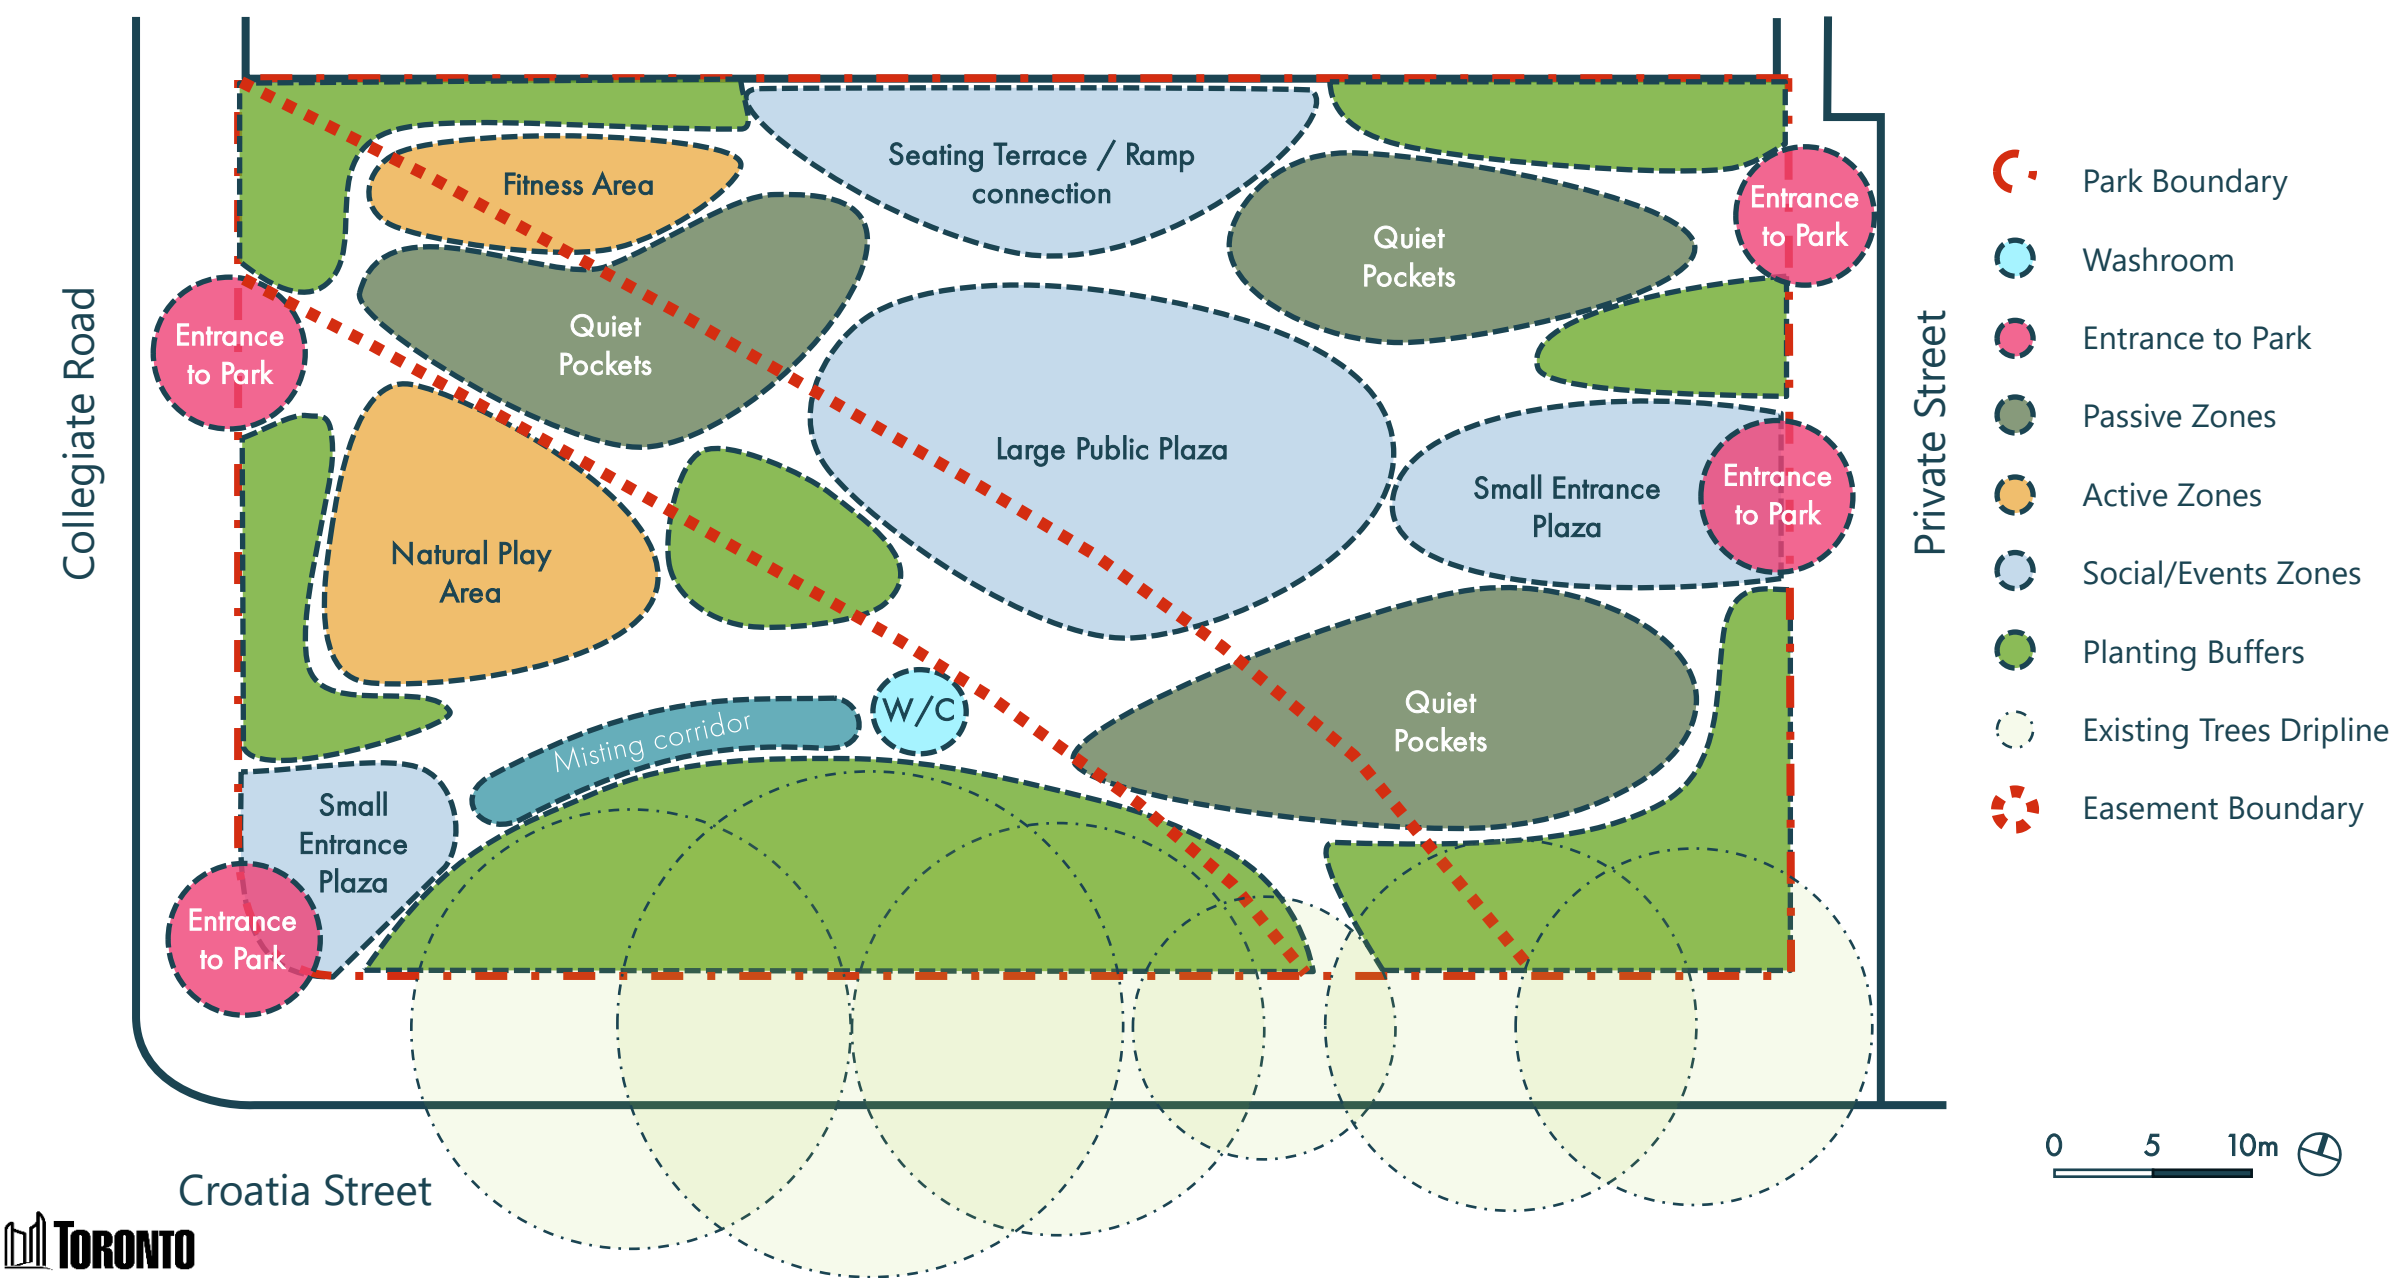 Seating Terrace / Ramp
connection
Fitness Area
Entrance
to Park
Quiet
Pockets
Quiet
Pockets
Entrance
to Park
Large Public Plaza
Small Entrance
Plaza
Entrance
to Park
Natural Play
Area
Quiet
Pockets
W/C
Misting corridor
Small
Entrance
Plaza
Entrance
to Park
Collegiate Road
Private Street
Croatia Street
Park Boundary
Washroom
Entrance to Park
Passive Zones
Active Zones
Social/Events Zones
Planting Buffers
Existing Trees Dripline
Easement Boundary
0 5 10m
TORONTO